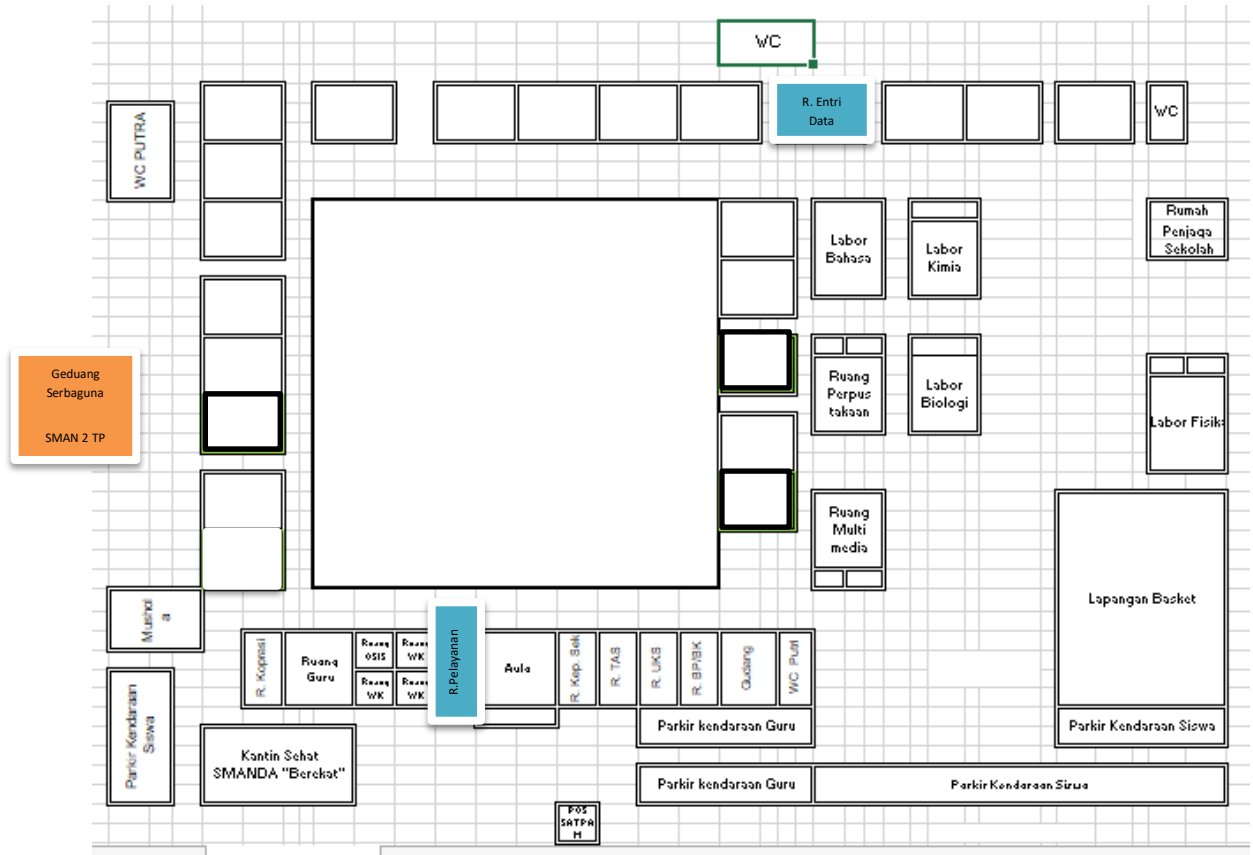 WC
R. Entri
Data
WC
WC PUTRA
Labor
Bahasa
Labor
Kimia
Rumah
Penjaga
Sekolah
Geduang
Serbaguna
SMAN 2 TP
Ruang
Perpus
takaan
Labor
Biologi
Labor Fisik
Ruang
Multi
media
Lapangan Basket
Mushol
a
R. Koprasi
Ruang
Guru
Ruang
OSIS
Ruang
WK
Ruang
WK
Ruang
WK
R.Pelayanan
Aula
R. Kep. Sek
R. TAS
R. UKS
R. BP/BK
Gudang
WC Putri
Parkir Kendaraan
Siswa
Kantin Sehat
SMANDA "Berekat"
Parkir kendaraan Guru
Parkir Kendaraan Siswa
Parkir kendaraan Guru
Parkir Kendaraan Siswa
POS
SATPA
M